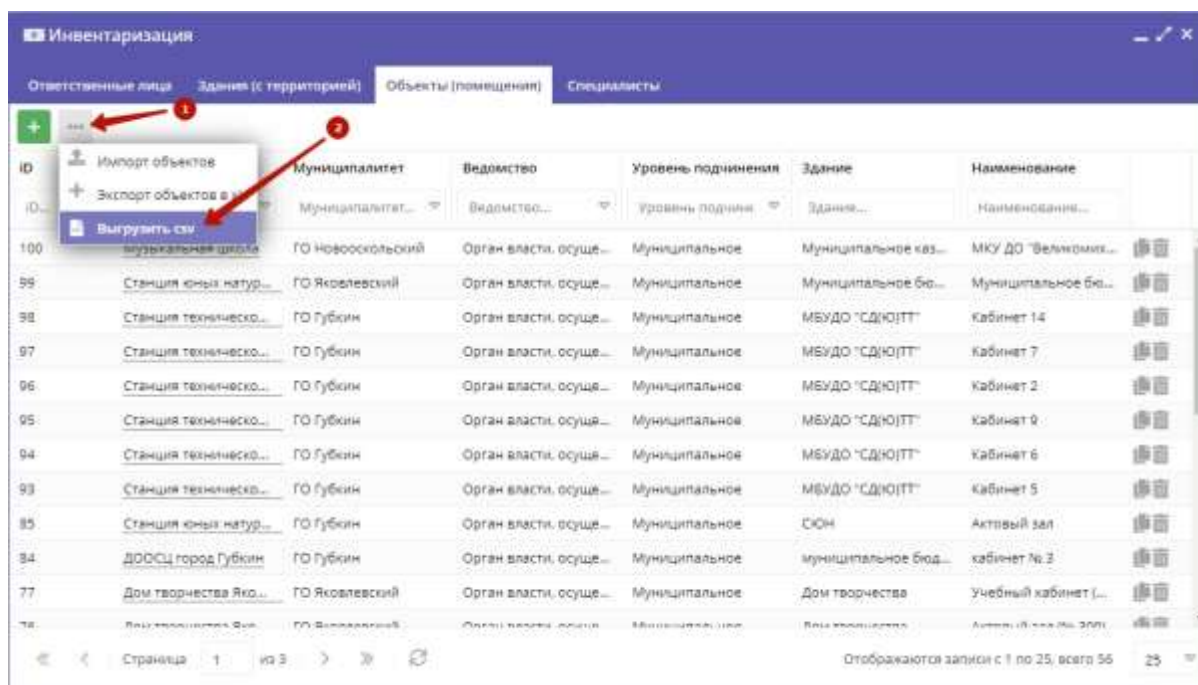 Инвентаризация
Ответственные лица Здания (с территорией) Объекты (помещения) Специалисты
+ ... 1 2
Импорт объектов
Экспорт объектов в
Выгрузить csv
ID Муниципалитет Ведомство Уровень подчинения Здание Наименование
ID... Муниципалитет... Ведомство... Уровень подчине Здание... Наименование...
100 Музыкальная школа ГО Новооскольский Орган власти, осуще... Муниципальное Муниципальное каз... МКУ ДО "Великомих...
99 Станция юных натур... ГО Яковлевский Орган власти, осуще... Муниципальное Муниципальное бю... Муниципальное бю...
98 Станция техническо... ГО Губкин Орган власти, осуще... Муниципальное МБУДО "СД(Ю)ТТ" Кабинет 14
97 Станция техническо... ГО Губкин Орган власти, осуще... Муниципальное МБУДО "СД(Ю)ТТ" Кабинет 7
96 Станция техническо... ГО Губкин Орган власти, осуще... Муниципальное МБУДО "СД(Ю)ТТ" Кабинет 2
95 Станция техническо... ГО Губкин Орган власти, осуще... Муниципальное МБУДО "СД(Ю)ТТ" Кабинет 9
94 Станция техническо... ГО Губкин Орган власти, осуще... Муниципальное МБУДО "СД(Ю)ТТ" Кабинет 6
93 Станция техническо... ГО Губкин Орган власти, осуще... Муниципальное МБУДО "СД(Ю)ТТ" Кабинет 5
85 Станция юных натур... ГО Губкин Орган власти, осуще... Муниципальное СЮН Актовый зал
84 ДООСЦ город Губкин ГО Губкин Орган власти, осуще... Муниципальное муниципальное бюд... кабинет № 3
77 Дом творчества Яко... ГО Яковлевский Орган власти, осуще... Муниципальное Дом творчества Учебный кабинет (...
Страница 1 из 3 Отображаются записи с 1 по 25, всего 56 25